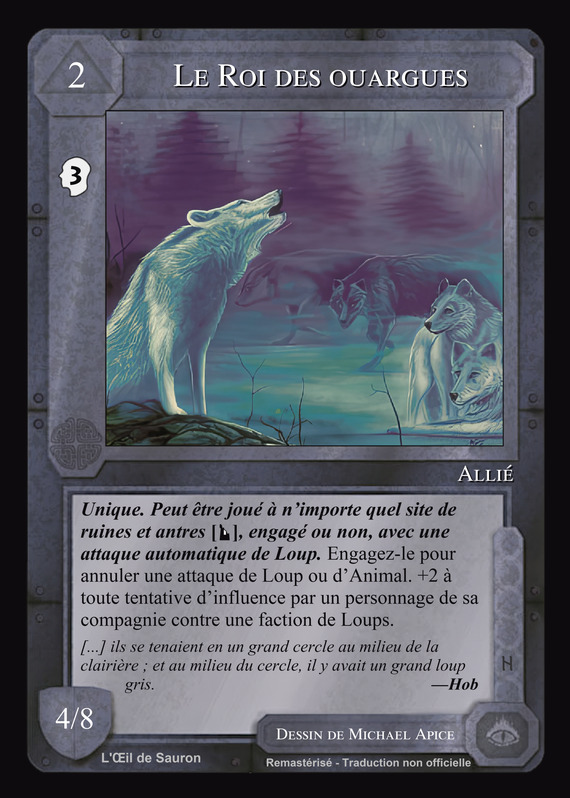 2
LE ROI DES OUARGUES
3
ALLIÉ
Unique. Peut être joué à n’importe quel site de
ruines et antres [], engagé ou non, avec une
attaque automatique de Loup. Engagez-le pour
annuler une attaque de Loup ou d’Animal. +2 à
toute tentative d’influence par un personnage de sa
compagnie contre une faction de Loups.
[...] ils se tenaient en un grand cercle au milieu de la
clairière ; et au milieu du cercle, il y avait un grand loup
gris. —Hob
4/8
DESSIN DE MICHAEL APICE
L'Œil de Sauron
Remastérisé - Traduction non officielle